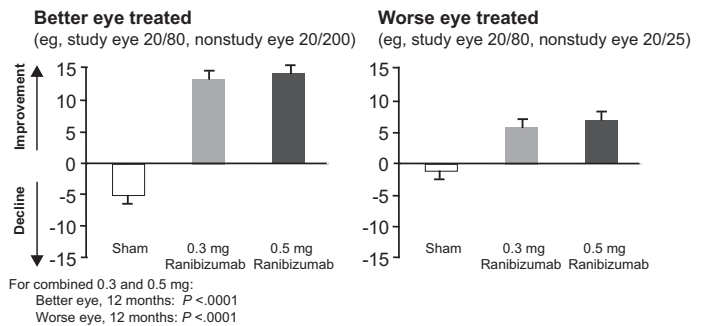 Better eye treated
(eg, study eye 20/80, nonstudy eye 20/200)
Improvement
Decline
15
10
5
0
-5
-10
-15
Sham
0.3 mg
Ranibizumab
0.5 mg
Ranibizumab
Worse eye treated
(eg, study eye 20/80, nonstudy eye 20/25)
15
10
5
0
-5
-10
-15
Sham
0.3 mg
Ranibizumab
0.5 mg
Ranibizumab
For combined 0.3 and 0.5 mg:
Better eye, 12 months: P <.0001
Worse eye, 12 months: P <.0001